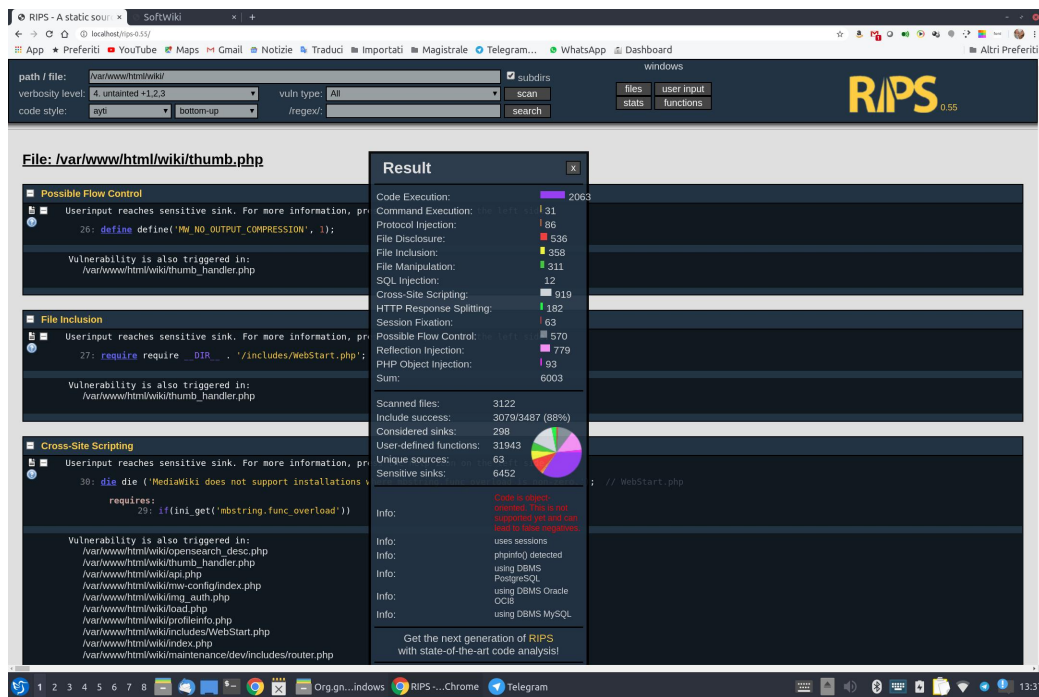 RIPS - A static sour
SoftWiki
localhost/rips-0.55/
App Preferiti YouTube Maps Gmail Notizie Traduci Importati Magistrale Telegram... WhatsApp Dashboard Altri Preferiti
path / file: /var/www/html/wiki/ subdirs
verbosity level: 4. untainted +1,2,3 vuln type: All scan
code style: ayti bottom-up /regex/: search
windows
files user input
stats functions
RIPS 0.55
File: /var/www/html/wiki/thumb.php
Possible Flow Control
Userinput reaches sensitive sink. For more information, pr
26: define define('MW_NO_OUTPUT_COMPRESSION', 1);
Vulnerability is also triggered in:
/var/www/html/wiki/thumb_handler.php
File Inclusion
Userinput reaches sensitive sink. For more information, pr
27: require require __DIR__ . '/includes/WebStart.php';
Vulnerability is also triggered in:
/var/www/html/wiki/thumb_handler.php
Cross-Site Scripting
Userinput reaches sensitive sink. For more information, pr
30: die die ('MediaWiki does not support installations w ; // WebStart.php
requires:
29: if(ini_get('mbstring.func_overload'))
Vulnerability is also triggered in:
/var/www/html/wiki/opensearch_desc.php
/var/www/html/wiki/thumb_handler.php
/var/www/html/wiki/api.php
/var/www/html/wiki/mw-config/index.php
/var/www/html/wiki/img_auth.php
/var/www/html/wiki/load.php
/var/www/html/wiki/profileinfo.php
/var/www/html/wiki/includes/WebStart.php
/var/www/html/wiki/index.php
/var/www/html/wiki/maintenance/dev/includes/router.php
Result x
Code Execution: 2063
Command Execution: 31
Protocol Injection: 86
File Disclosure: 536
File Inclusion: 358
File Manipulation: 311
SQL Injection: 12
Cross-Site Scripting: 919
HTTP Response Splitting: 182
Session Fixation: 63
Possible Flow Control: 570
Reflection Injection: 779
PHP Object Injection: 93
Sum: 6003
Scanned files: 3122
Include success: 3079/3487 (88%)
Considered sinks: 298
User-defined functions: 31943
Unique sources: 63
Sensitive sinks: 6452
Info: Code is object-
oriented. This is not
supported yet and can
lead to false negatives.
Info: uses sessions
Info: phpinfo() detected
Info: using DBMS
PostgreSQL
Info: using DBMS Oracle
OCI8
Info: using DBMS MySQL
Get the next generation of RIPS
with state-of-the-art code analysis!
1 2 3 4 5 6 7 8 Org.gn...indows RIPS -...Chrome Telegram 13:3